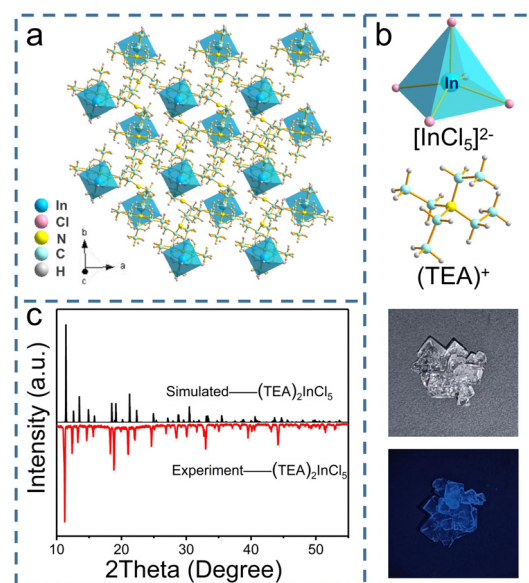 a
In
Cl
N
C
H
b
a
c
b
In
[InCl₅]²⁻
(TEA)⁺
c
Intensity (a.u.)
Simulated——(TEA)₂InCl₅
Experiment——(TEA)₂InCl₅
10 20 30 40 50
2Theta (Degree)